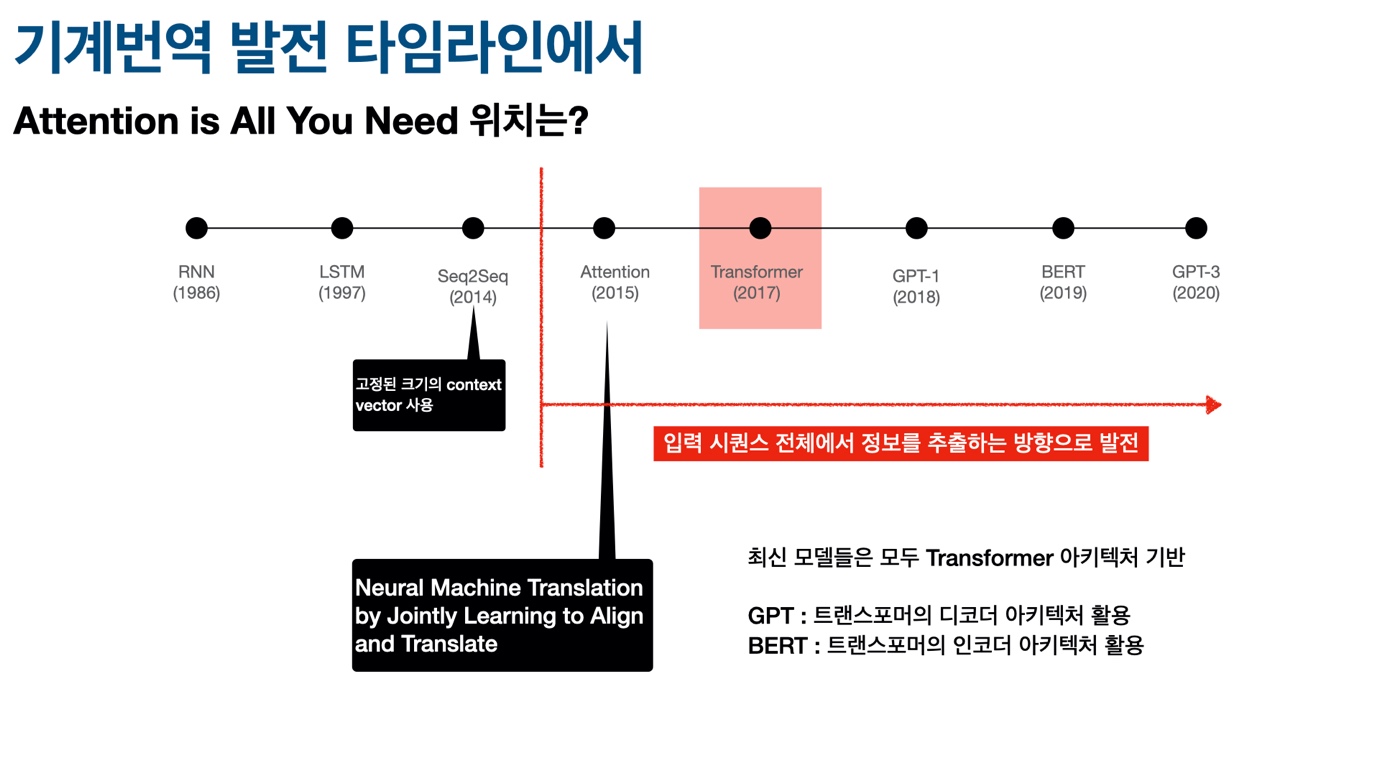 기계번역 발전 타임라인에서
Attention is All You Need 위치는?
RNN
(1986)
LSTM
(1997)
Seq2Seq
(2014)
Attention
(2015)
Transformer
(2017)
GPT-1
(2018)
BERT
(2019)
GPT-3
(2020)
고정된 크기의 context
vector 사용
입력 시퀀스 전체에서 정보를 추출하는 방향으로 발전
Neural Machine Translation
by Jointly Learning to Align
and Translate
최신 모델들은 모두 Transformer 아키텍처 기반
GPT : 트랜스포머의 디코더 아키텍처 활용
BERT : 트랜스포머의 인코더 아키텍처 활용